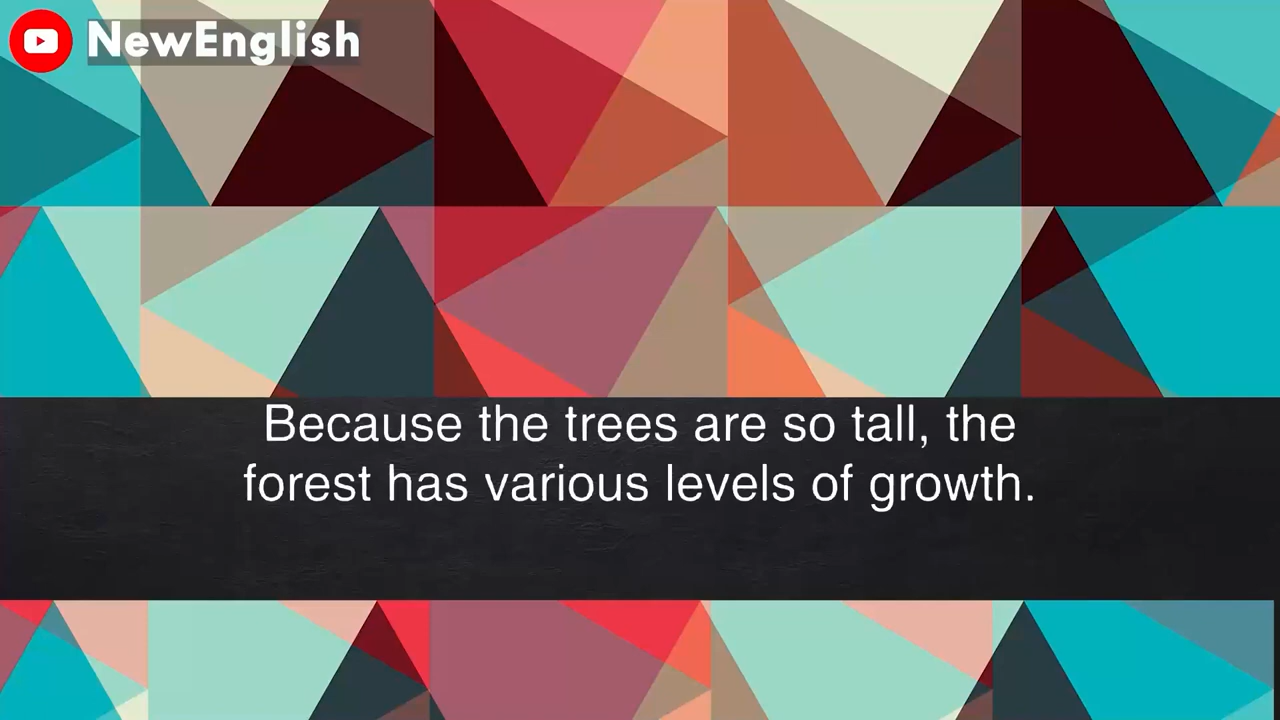 NewEnglish
Because the trees are so tall, the
forest has various levels of growth.